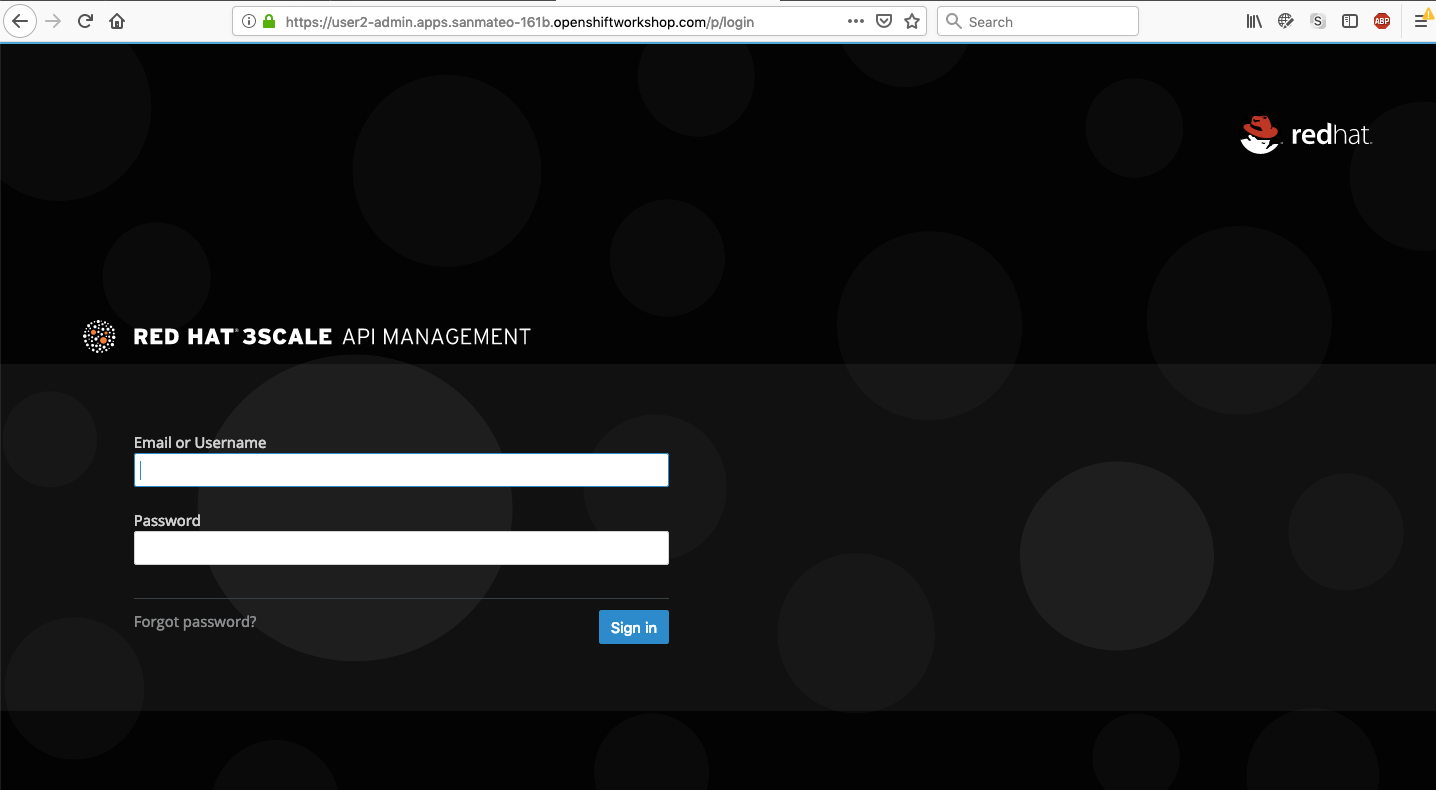 https://user2-admin.apps.sanmateo-161b.openshiftworkshop.com/p/login
Search
S
ABP
redhat
RED HAT® 3SCALE API MANAGEMENT
Email or Username
Password
Forgot password?
Sign in